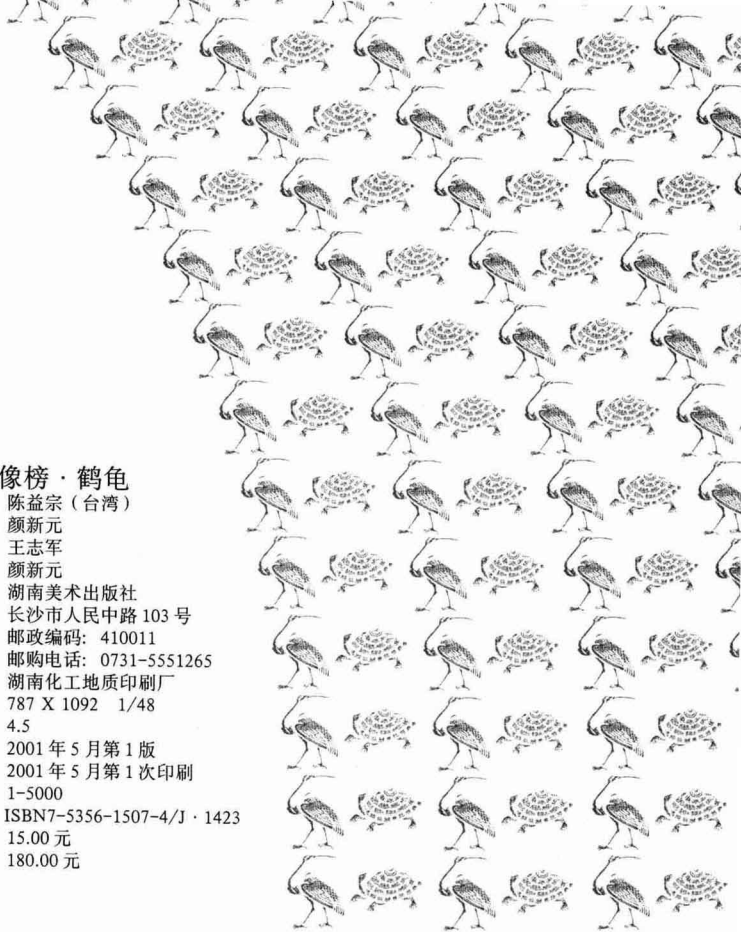 像榜·鹤龟
陈益宗（台湾）
颜新元
王志军
颜新元
湖南美术出版社
长沙市人民中路 103 号
邮政编码: 410011
邮购电话: 0731-5551265
湖南化工地质印刷厂
787 X 1092 1/48
4.5
2001 年 5 月第 1 版
2001 年 5 月第 1 次印刷
1-5000
ISBN7-5356-1507-4/J·1423
15.00 元
180.00 元